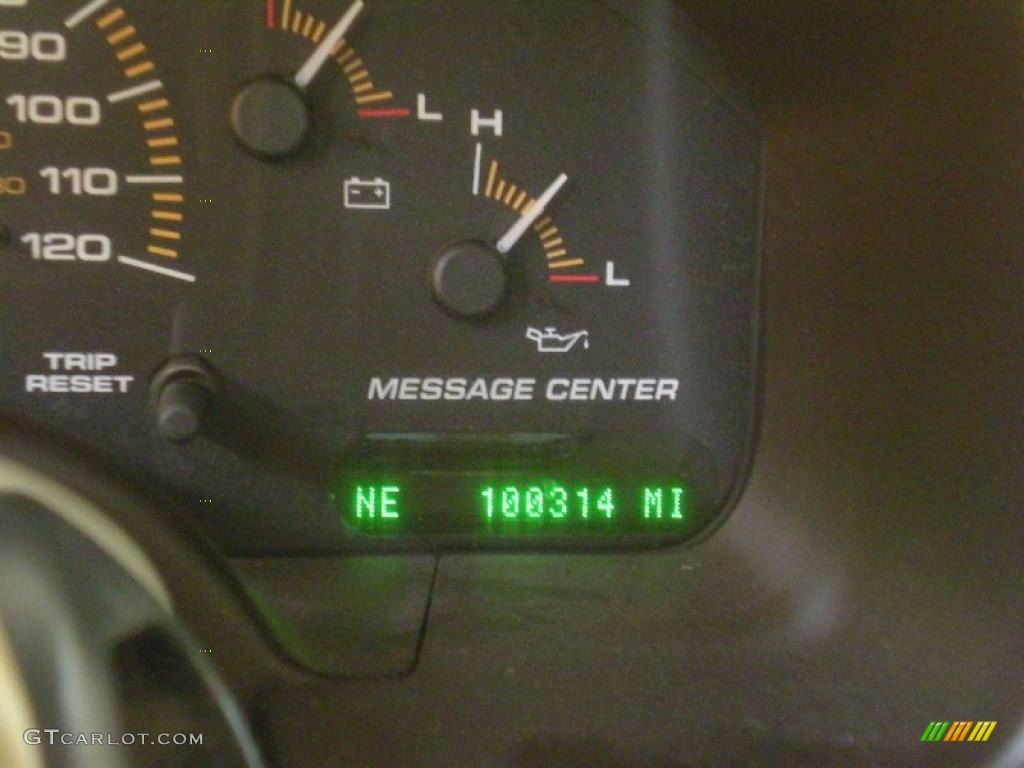 90
100
110
120
L
H
L
TRIP
RESET
MESSAGE CENTER
NE 100314 MI
GTCARLOT.COM